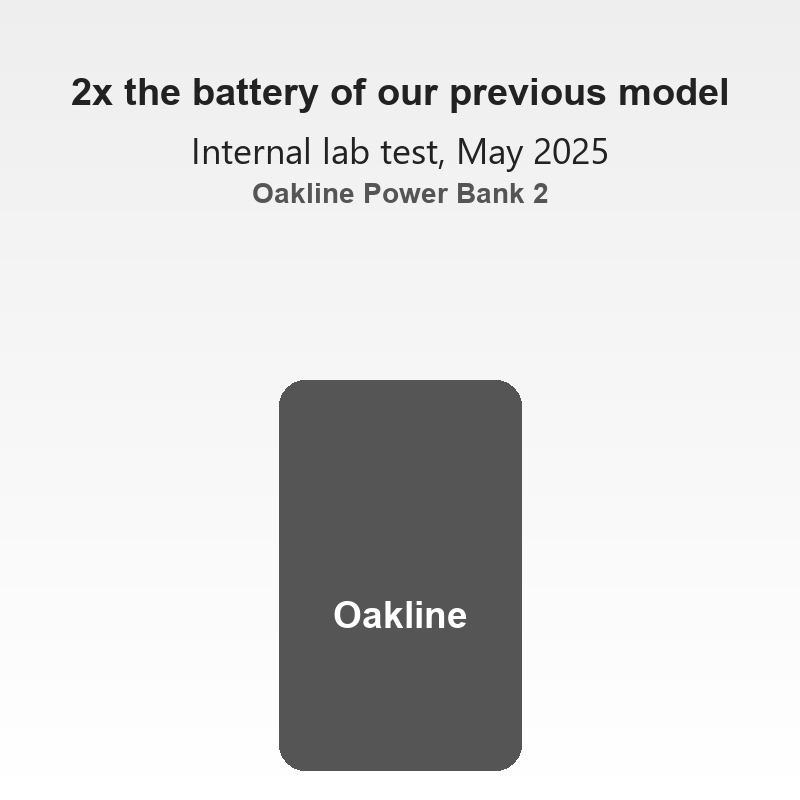 2x the battery of our previous model
Internal lab test, May 2025
Oakline Power Bank 2
Oakline